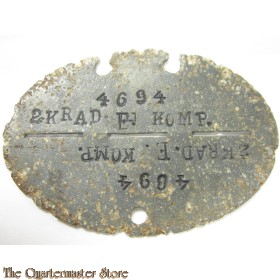 4694
2KRAD.E. KOMP.
2KRAD.E. KOMP.
4694
The Quartermaster Store